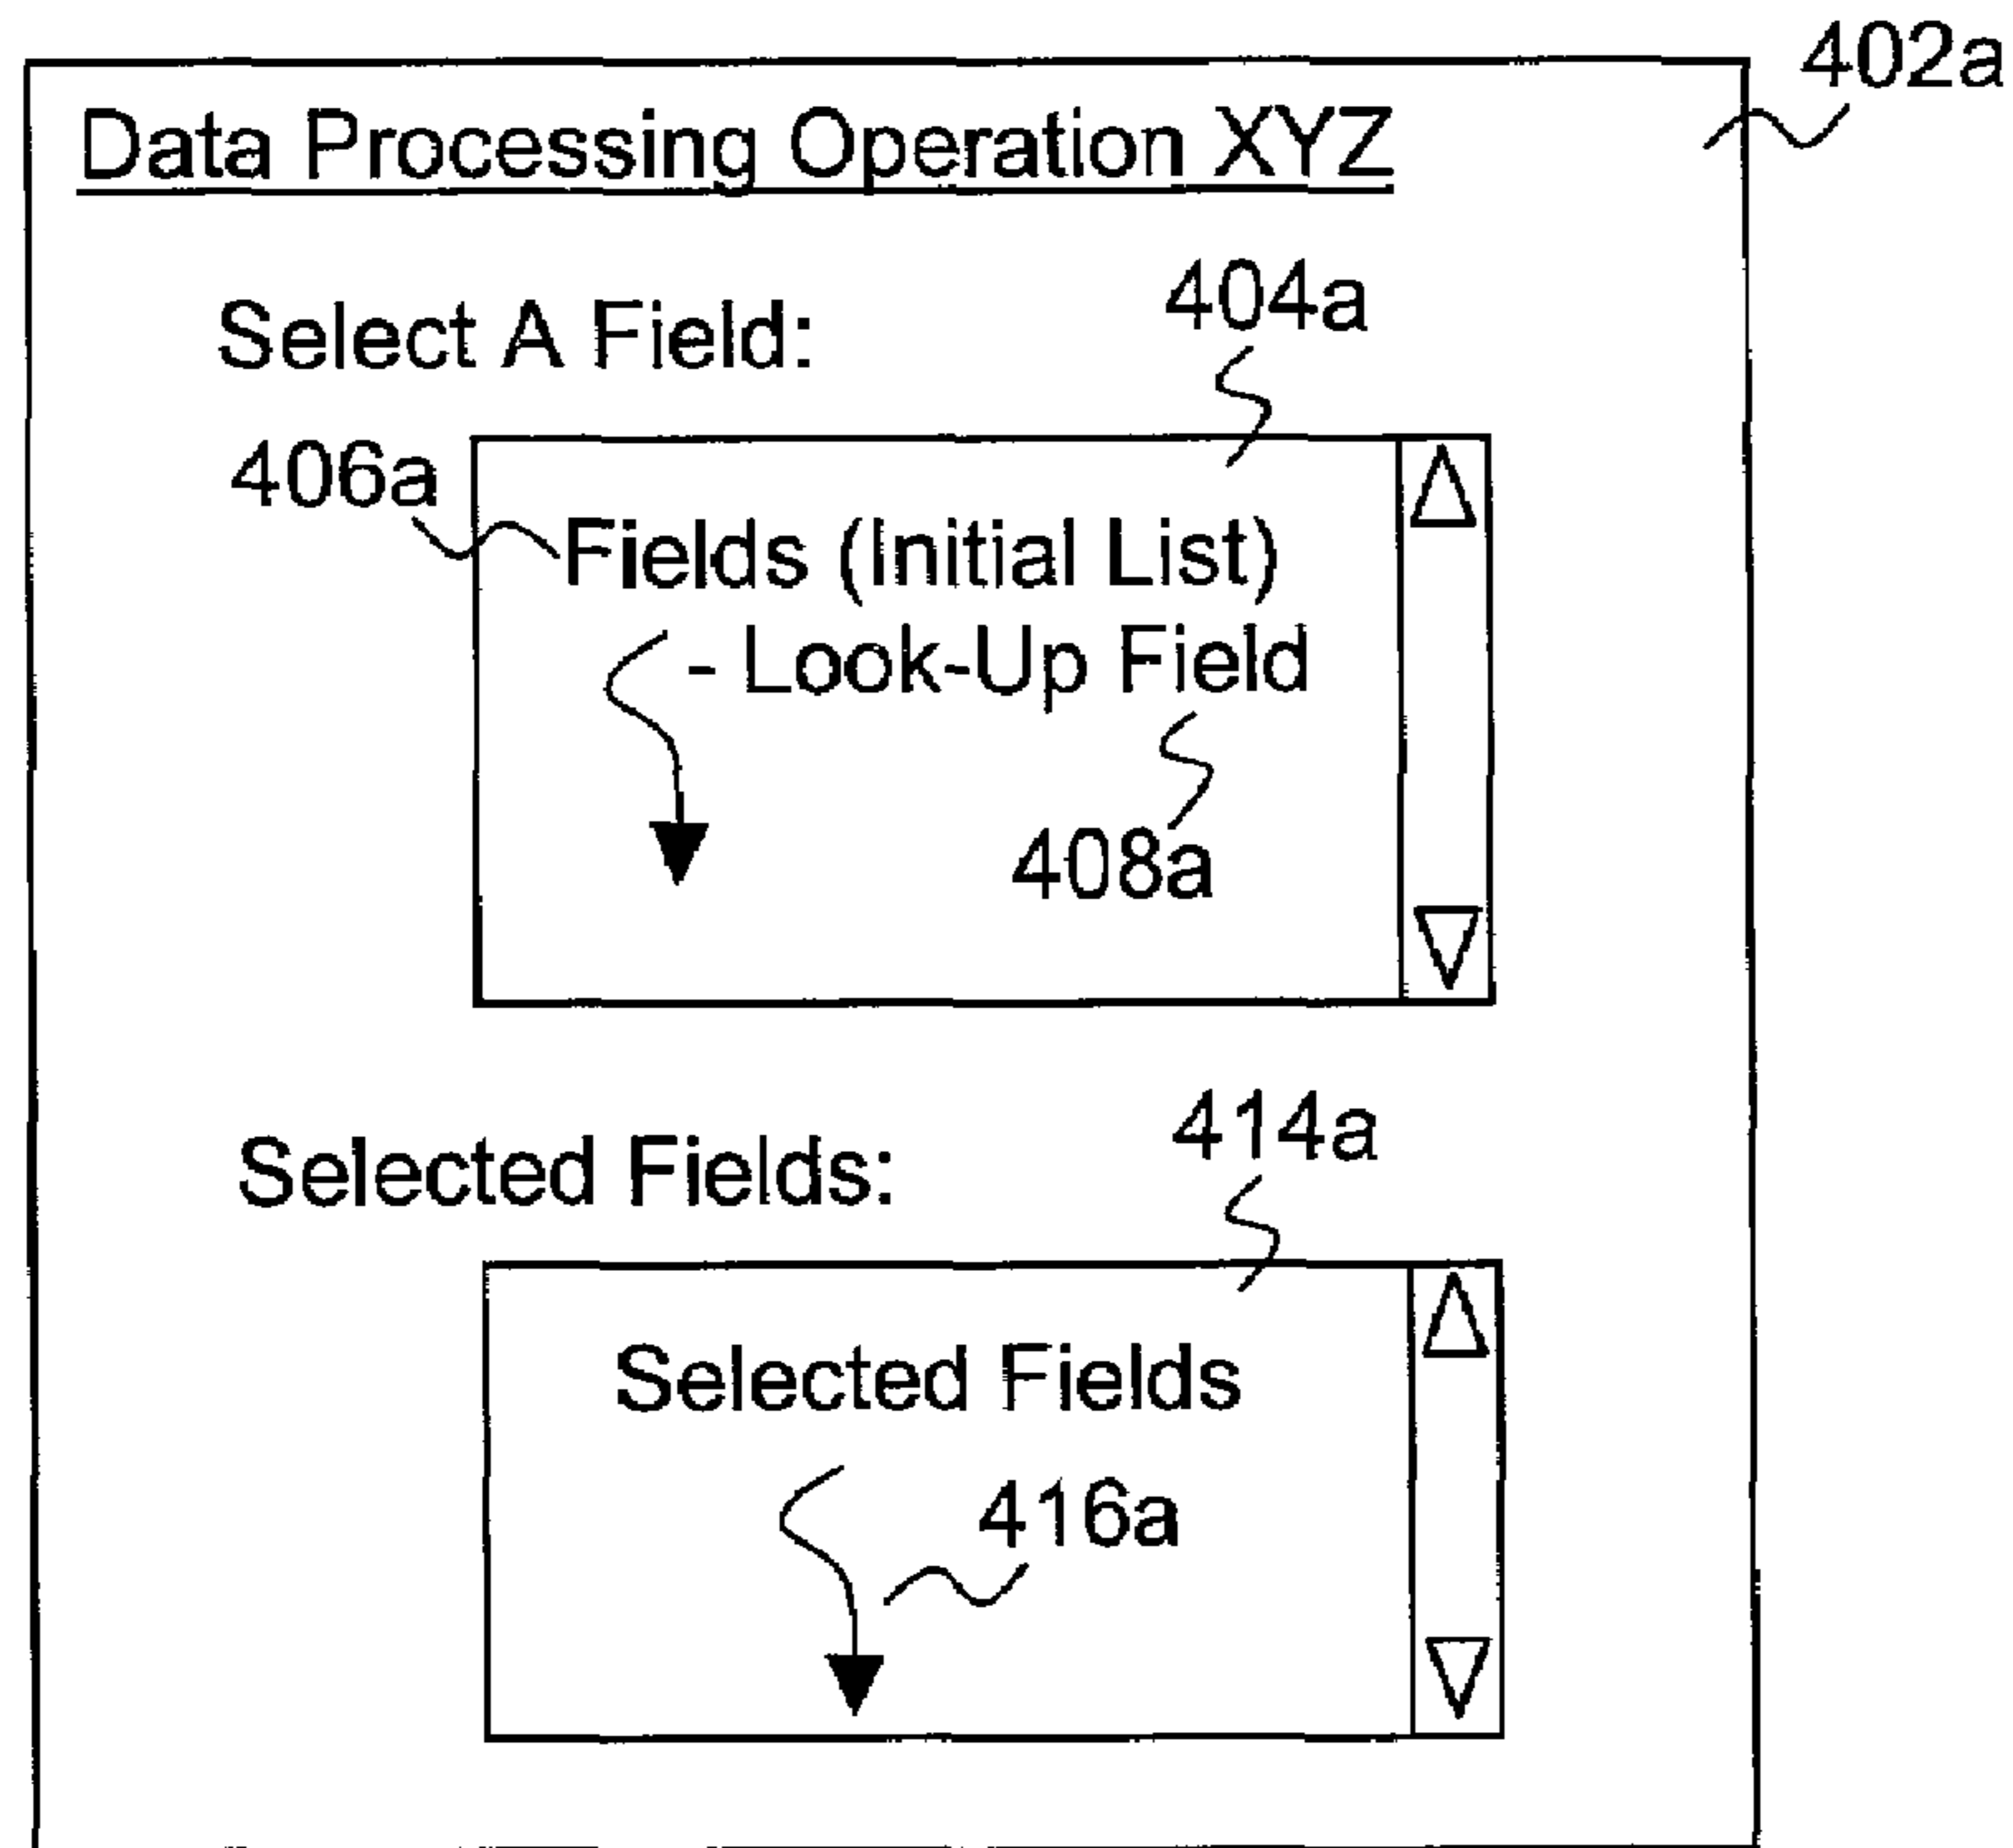 402a
Data Processing Operation XYZ
404a
Select A Field:
406a
Fields (Initial List)
- Look-Up Field
408a
414a
Selected Fields:
Selected Fields
416a